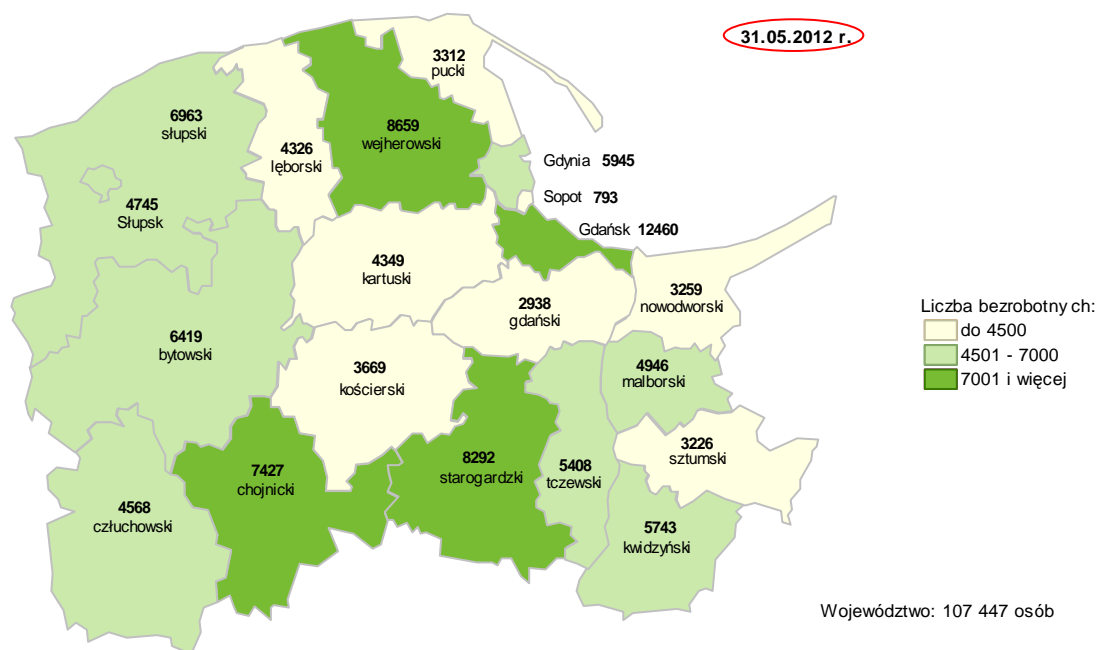 31.05.2012 r.
3312
pucki
6963
słupski
8659
wejherowski
4326
lęborski
Gdynia 5945
Sopot 793
4745
Słupsk
Gdańsk 12460
4349
kartuski
2938
gdański
3259
nowodworski
Liczba bezrobotnych:
do 4500
4501 - 7000
7001 i więcej
6419
bytowski
3669
kościerski
4946
malborski
3226
sztumski
7427
chojnicki
8292
starogardzki
5408
tczewski
4568
człuchowski
5743
kwidzyński
Województwo: 107 447 osób